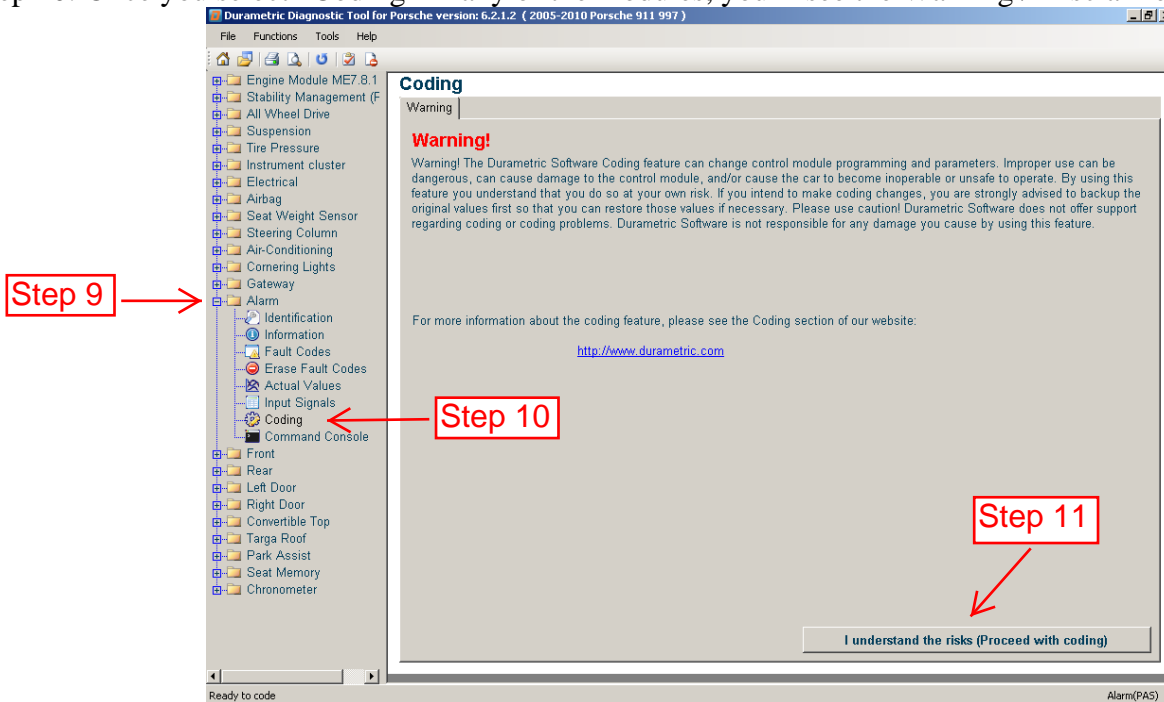 Durametric Diagnostic Tool for Porsche version: 6.2.1.2 ( 2005-2010 Porsche 911 997 )
File Functions Tools Help
Engine Module ME7.8.1
Stability Management (P
All Wheel Drive
Suspension
Tire Pressure
Instrument cluster
Electrical
Airbag
Seat Weight Sensor
Steering Column
Air-Conditioning
Cornering Lights
Gateway
Step 9
Alarm
Identification
Information
Fault Codes
Erase Fault Codes
Actual Values
Input Signals
Coding
Command Console
Front
Rear
Left Door
Right Door
Convertible Top
Targa Roof
Park Assist
Seat Memory
Chronometer
Coding
Warning
Warning!
Warning! The Durametric Software Coding feature can change control module programming and parameters. Improper use can be
dangerous, can cause damage to the control module, and/or cause the car to become inoperable or unsafe to operate. By using this
feature you understand that you do so at your own risk. If you intend to make coding changes, you are strongly advised to backup the
original values first so that you can restore those values if necessary. Please use caution! Durametric Software does not offer support
regarding coding or coding problems. Durametric Software is not responsible for any damage you cause by using this feature.
For more information about the coding feature, please see the Coding section of our website:
http://www.durametric.com
Step 10
Step 11
I understand the risks (Proceed with coding)
Ready to code
Alarm(PAS)